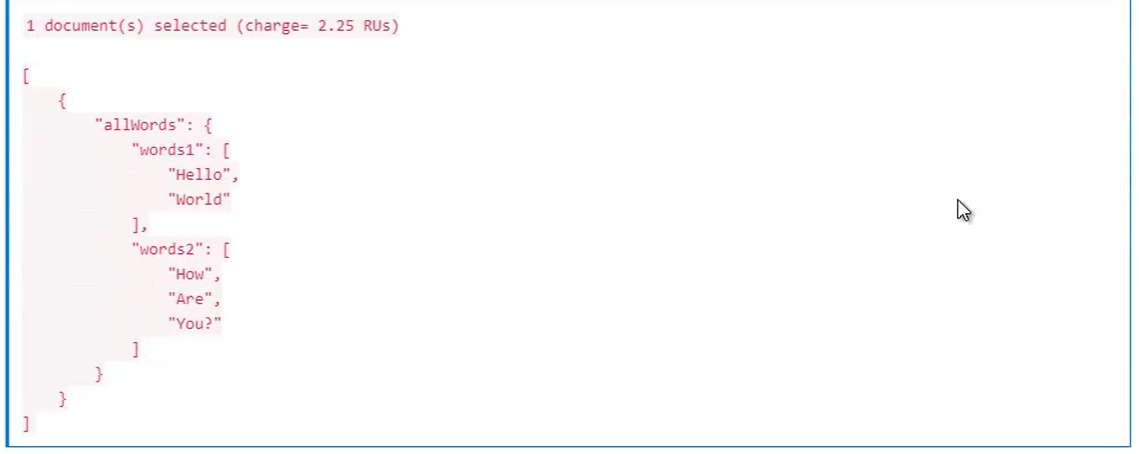 1 document(s) selected (charge= 2.25 RUs)
[
{
"allWords": {
"words1": [
"Hello",
"World"
],
"words2": [
"How",
"Are",
"You?"
]
}
}
]